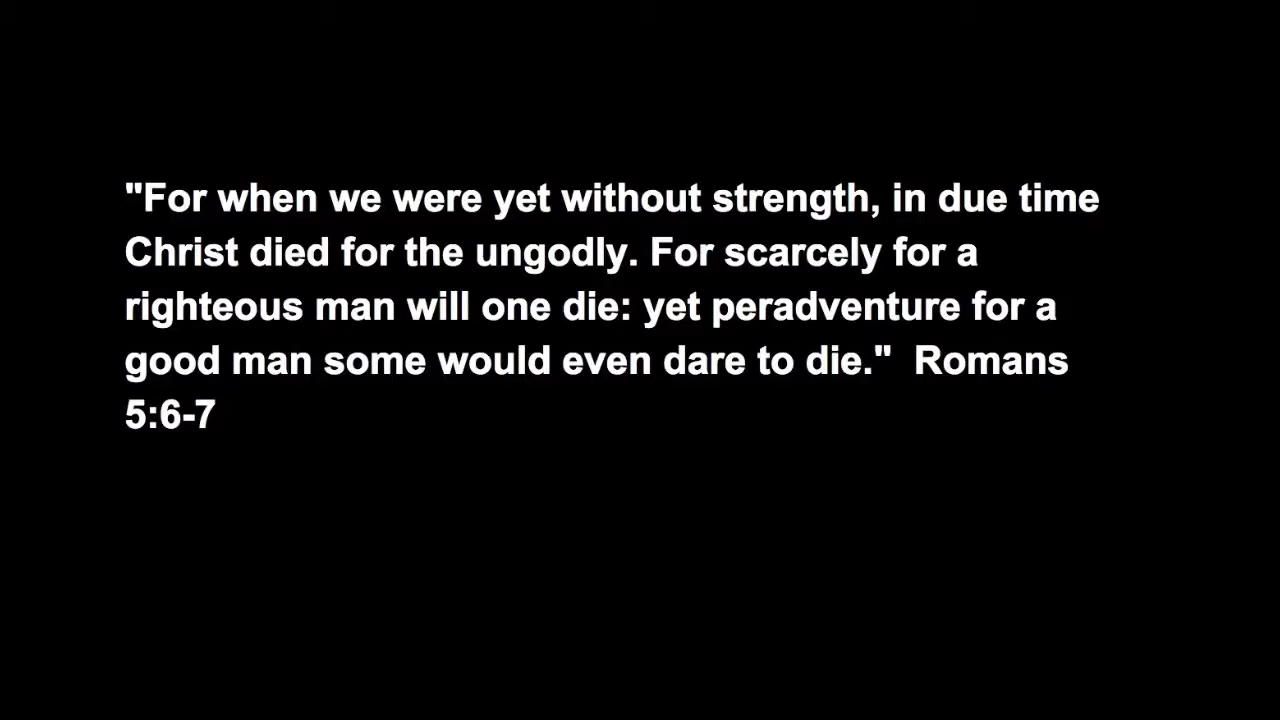 "For when we were yet without strength, in due time
Christ died for the ungodly. For scarcely for a
righteous man will one die: yet peradventure for a
good man some would even dare to die."  Romans
5:6-7